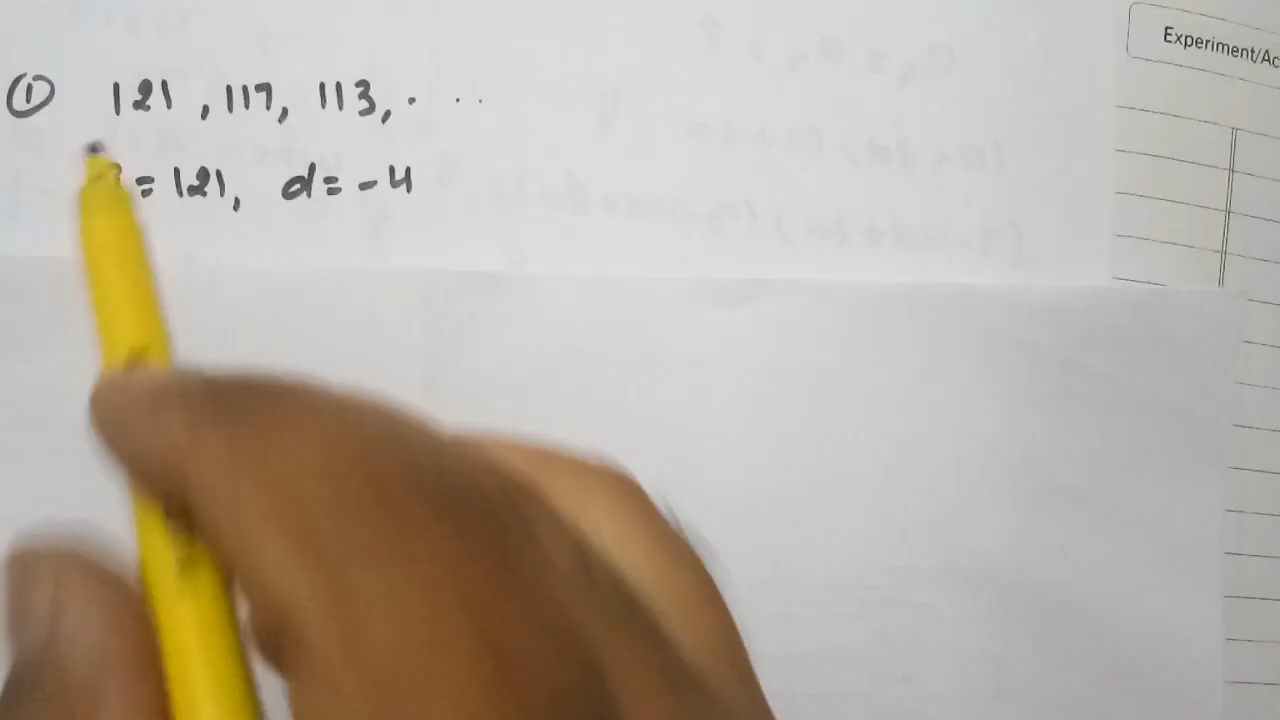 ① 121, 117, 113, . . .
= 121, d = -4
Experiment/Ac